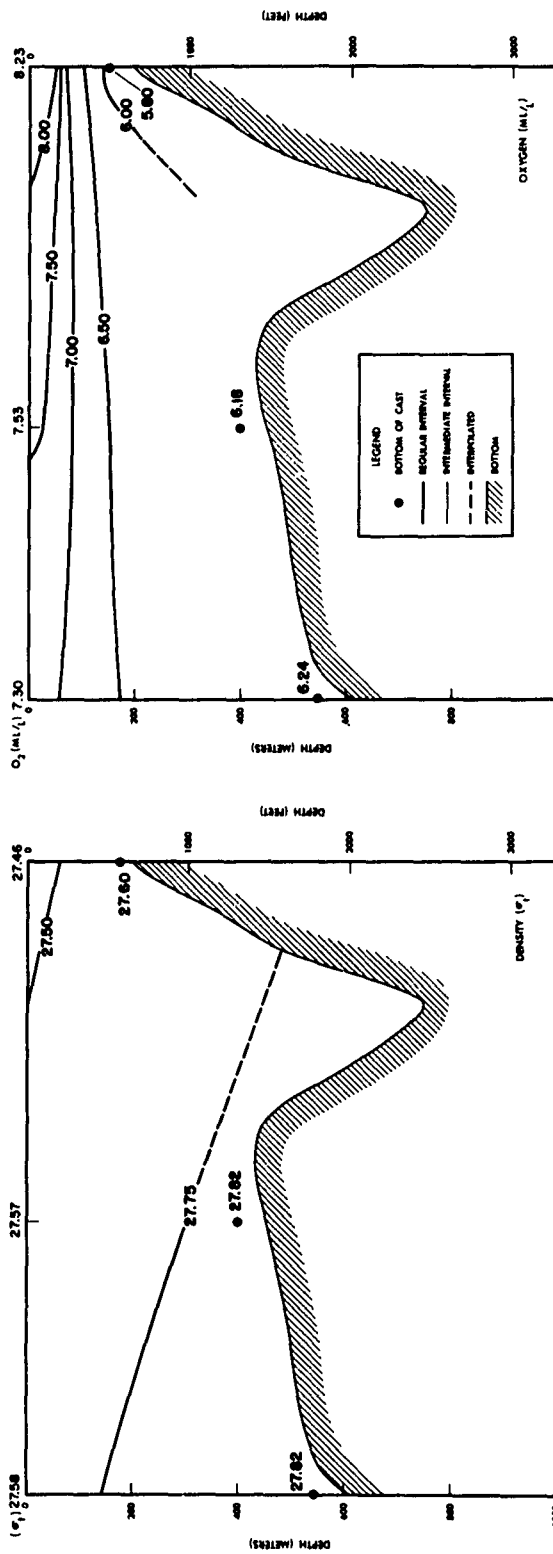 O₂ (ML/L) 7.30
7.53
8.23
0
200
400
600
800
DEPTH (METERS)
0
1000
2000
3000
DEPTH (FEET)
8.00
7.50
7.00
6.50
6.00
5.80
6.18
6.24
OXYGEN (ML/L)
LEGEND
BOTTOM OF CAST
REGULAR INTERVAL
INTERMEDIATE INTERVAL
INTERPOLATED
BOTTOM
(σt) 27.58
27.57
27.46
0
200
400
600
800
DEPTH (METERS)
0
1000
2000
3000
DEPTH (FEET)
27.50
27.60
27.75
27.82
27.82
DENSITY (σt)